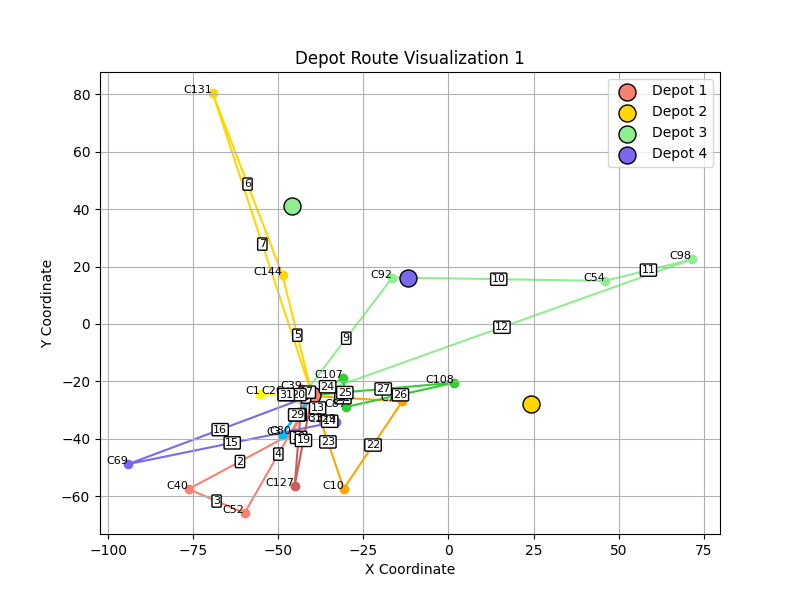 Depot Route Visualization 1
Depot 1
Depot 2
Depot 3
Depot 4
80
60
40
20
0
−20
−40
−60
Y Coordinate
−100
−75
−50
−25
0
25
50
75
X Coordinate
C131
6
7
C144
5
C92
9
10
C54
11
C98
12
C107
C108
C39
C1
31
20
7
24
25
27
26
13
29
14
C80
16
15
C69
2
4
19
23
22
C40
3
C52
C127
C10